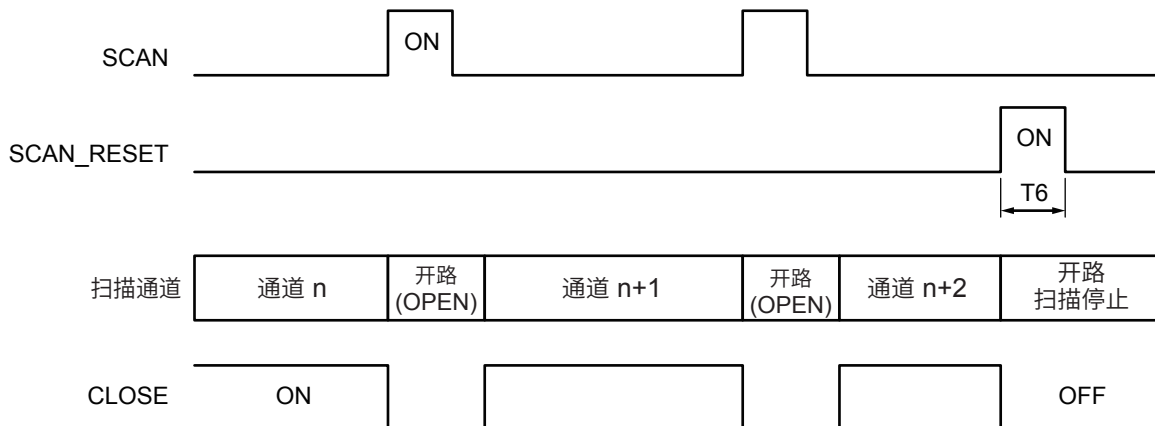 SCAN
ON
SCAN_RESET
ON
T6
扫描通道
通道 n
开路
(OPEN)
通道 n+1
开路
(OPEN)
通道 n+2
开路
扫描停止
CLOSE
ON
OFF